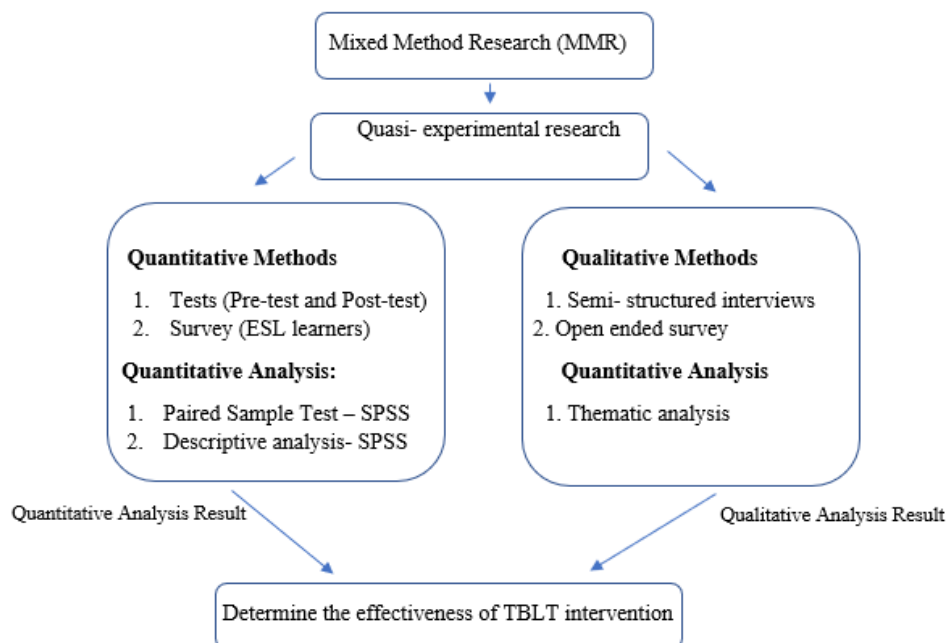 Mixed Method Research (MMR)
Quasi- experimental research
Quantitative Methods
1. Tests (Pre-test and Post-test)
2. Survey (ESL learners)
Quantitative Analysis:
1. Paired Sample Test – SPSS
2. Descriptive analysis- SPSS
Qualitative Methods
1. Semi- structured interviews
2. Open ended survey
Quantitative Analysis
1. Thematic analysis
Quantitative Analysis Result
Qualitative Analysis Result
Determine the effectiveness of TBLT intervention